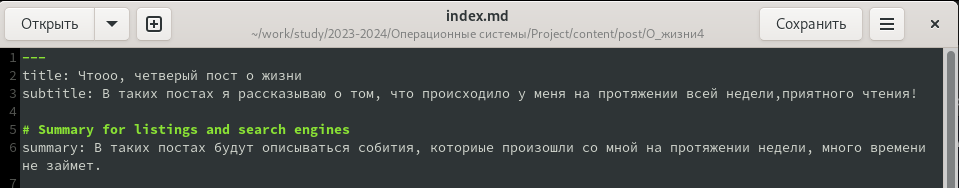 Открыть
index.md
~/work/study/2023-2024/Операционные системы/Project/content/post/О_жизни4
Сохранить
1 ---
2 title: Чтооо, четверый пост о жизни
3 subtitle: В таких постах я рассказываю о том, что происходило у меня на протяжении всей недели,приятного чтения!
4
5 # Summary for listings and search engines
6 summary: В таких постах будут описываться собития, которые произошли со мной на протяжении недели, много времени
не займет.
7